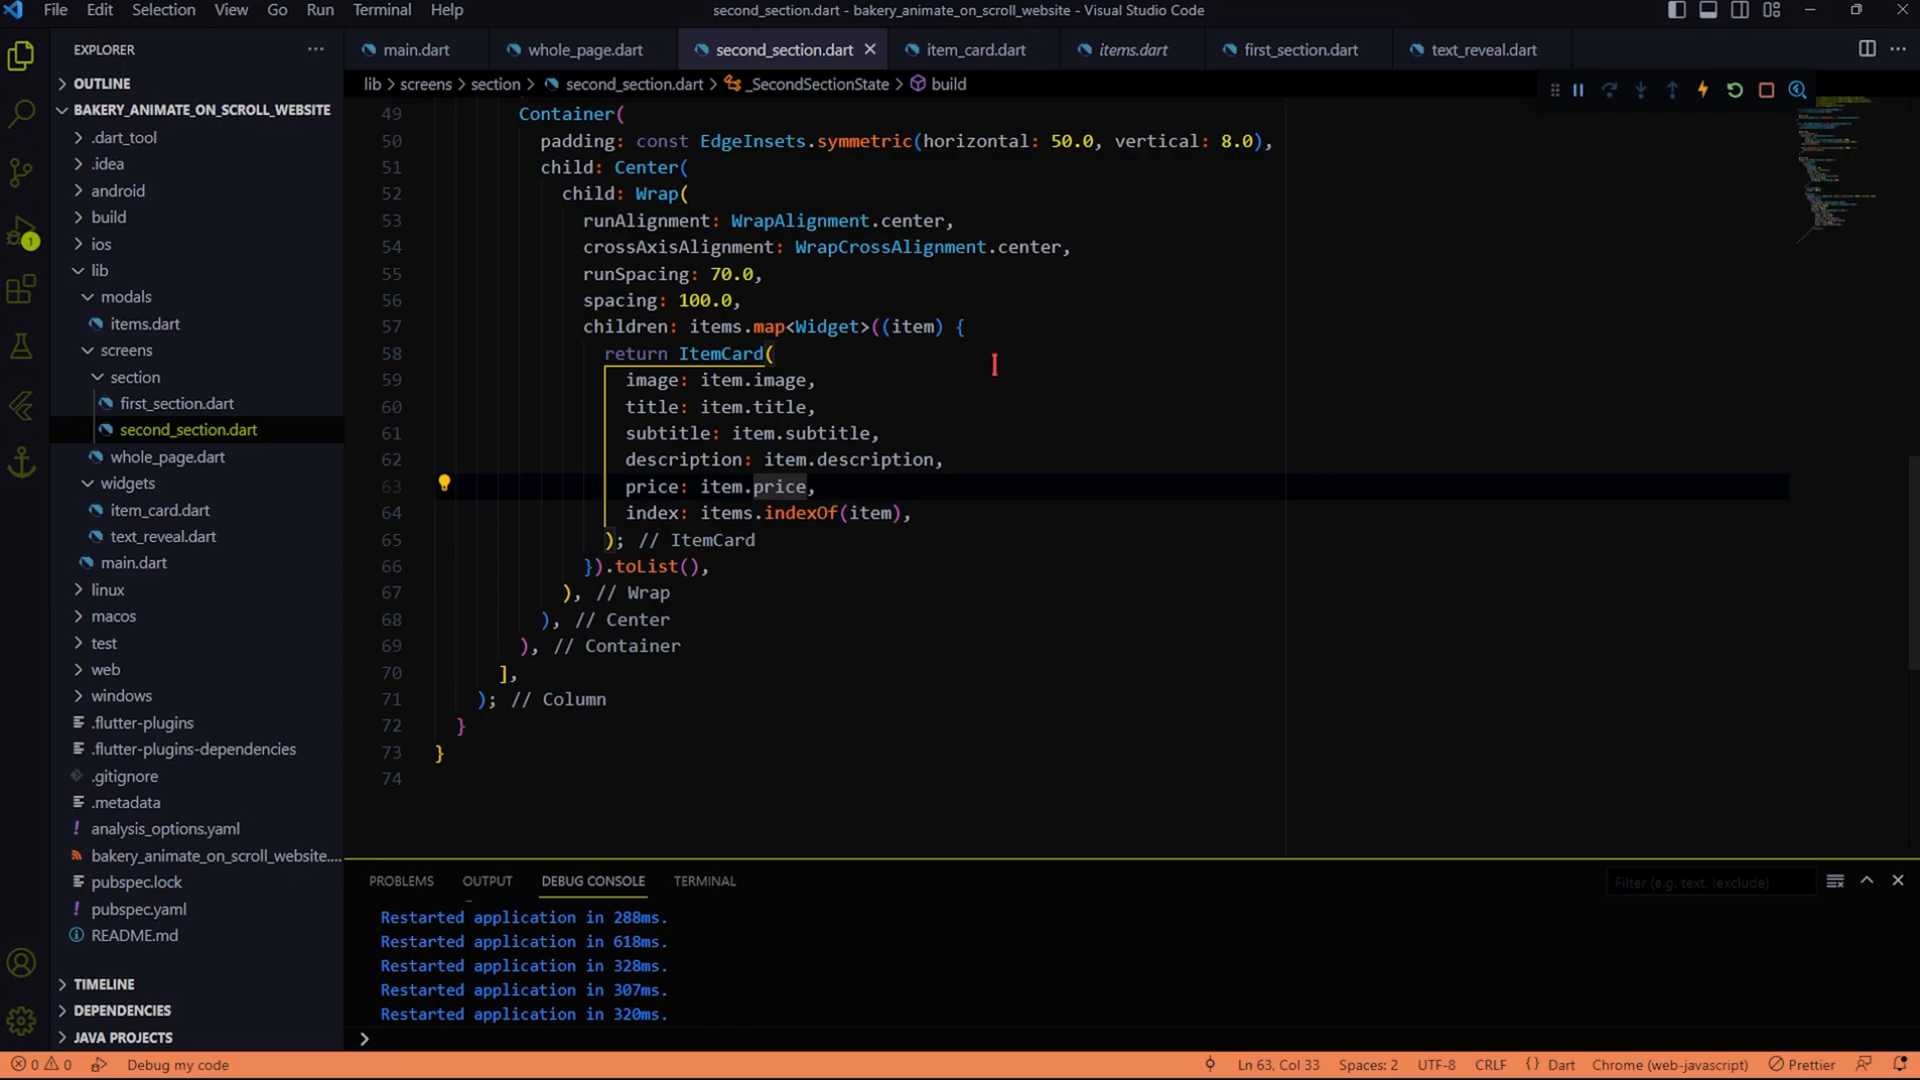 File Edit Selection View Go Run Terminal Help
second_section.dart - bakery_animate_on_scroll_website - Visual Studio Code
EXPLORER
OUTLINE
BAKERY_ANIMATE_ON_SCROLL_WEBSITE
.dart_tool
.idea
android
build
ios
lib
modals
items.dart
screens
section
first_section.dart
second_section.dart
whole_page.dart
widgets
item_card.dart
text_reveal.dart
main.dart
linux
macos
test
web
windows
.flutter-plugins
.flutter-plugins-dependencies
.gitignore
.metadata
analysis_options.yaml
bakery_animate_on_scroll_website....
pubspec.lock
pubspec.yaml
README.md
TIMELINE
DEPENDENCIES
JAVA PROJECTS
1
main.dart whole_page.dart second_section.dart item_card.dart items.dart first_section.dart text_reveal.dart
lib > screens > section > second_section.dart > _SecondSectionState > build
49 Container(
50 padding: const EdgeInsets.symmetric(horizontal: 50.0, vertical: 8.0),
51 child: Center(
52 child: Wrap(
53 runAlignment: WrapAlignment.center,
54 crossAxisAlignment: WrapCrossAlignment.center,
55 runSpacing: 70.0,
56 spacing: 100.0,
57 children: items.map<Widget>((item) {
58 return ItemCard(
59 image: item.image,
60 title: item.title,
61 subtitle: item.subtitle,
62 description: item.description,
63 price: item.price,
64 index: items.indexOf(item),
65 ); // ItemCard
66 }).toList(),
67 ), // Wrap
68 ), // Center
69 ), // Container
70 ],
71 ); // Column
72 }
73 }
74
PROBLEMS OUTPUT DEBUG CONSOLE TERMINAL
Filter (e.g. text, !exclude)
Restarted application in 288ms.
Restarted application in 618ms.
Restarted application in 328ms.
Restarted application in 307ms.
Restarted application in 320ms.
>
0 0 Debug my code Ln 63, Col 33 Spaces: 2 UTF-8 CRLF { } Dart Chrome (web-javascript) Prettier